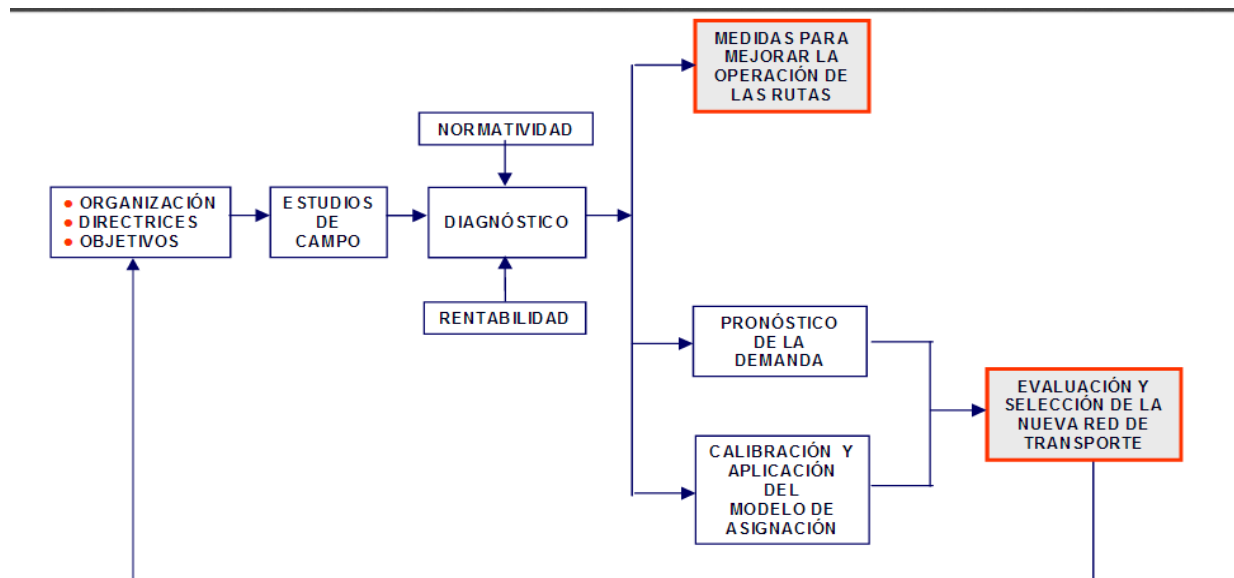 MEDIDAS PARA
MEJORAR LA
OPERACIÓN DE
LAS RUTAS
NORMATIVIDAD
● ORGANIZACIÓN
● DIRECTRICES
● OBJETIVOS
ESTUDIOS
DE
CAMPO
DIAGNÓSTICO
RENTABILIDAD
PRONÓSTICO
DE LA
DEMANDA
EVALUACIÓN Y
SELECCIÓN DE LA
NUEVA RED DE
TRANSPORTE
CALIBRACIÓN Y
APLICACIÓN
DEL
MODELO DE
ASIGNACIÓN